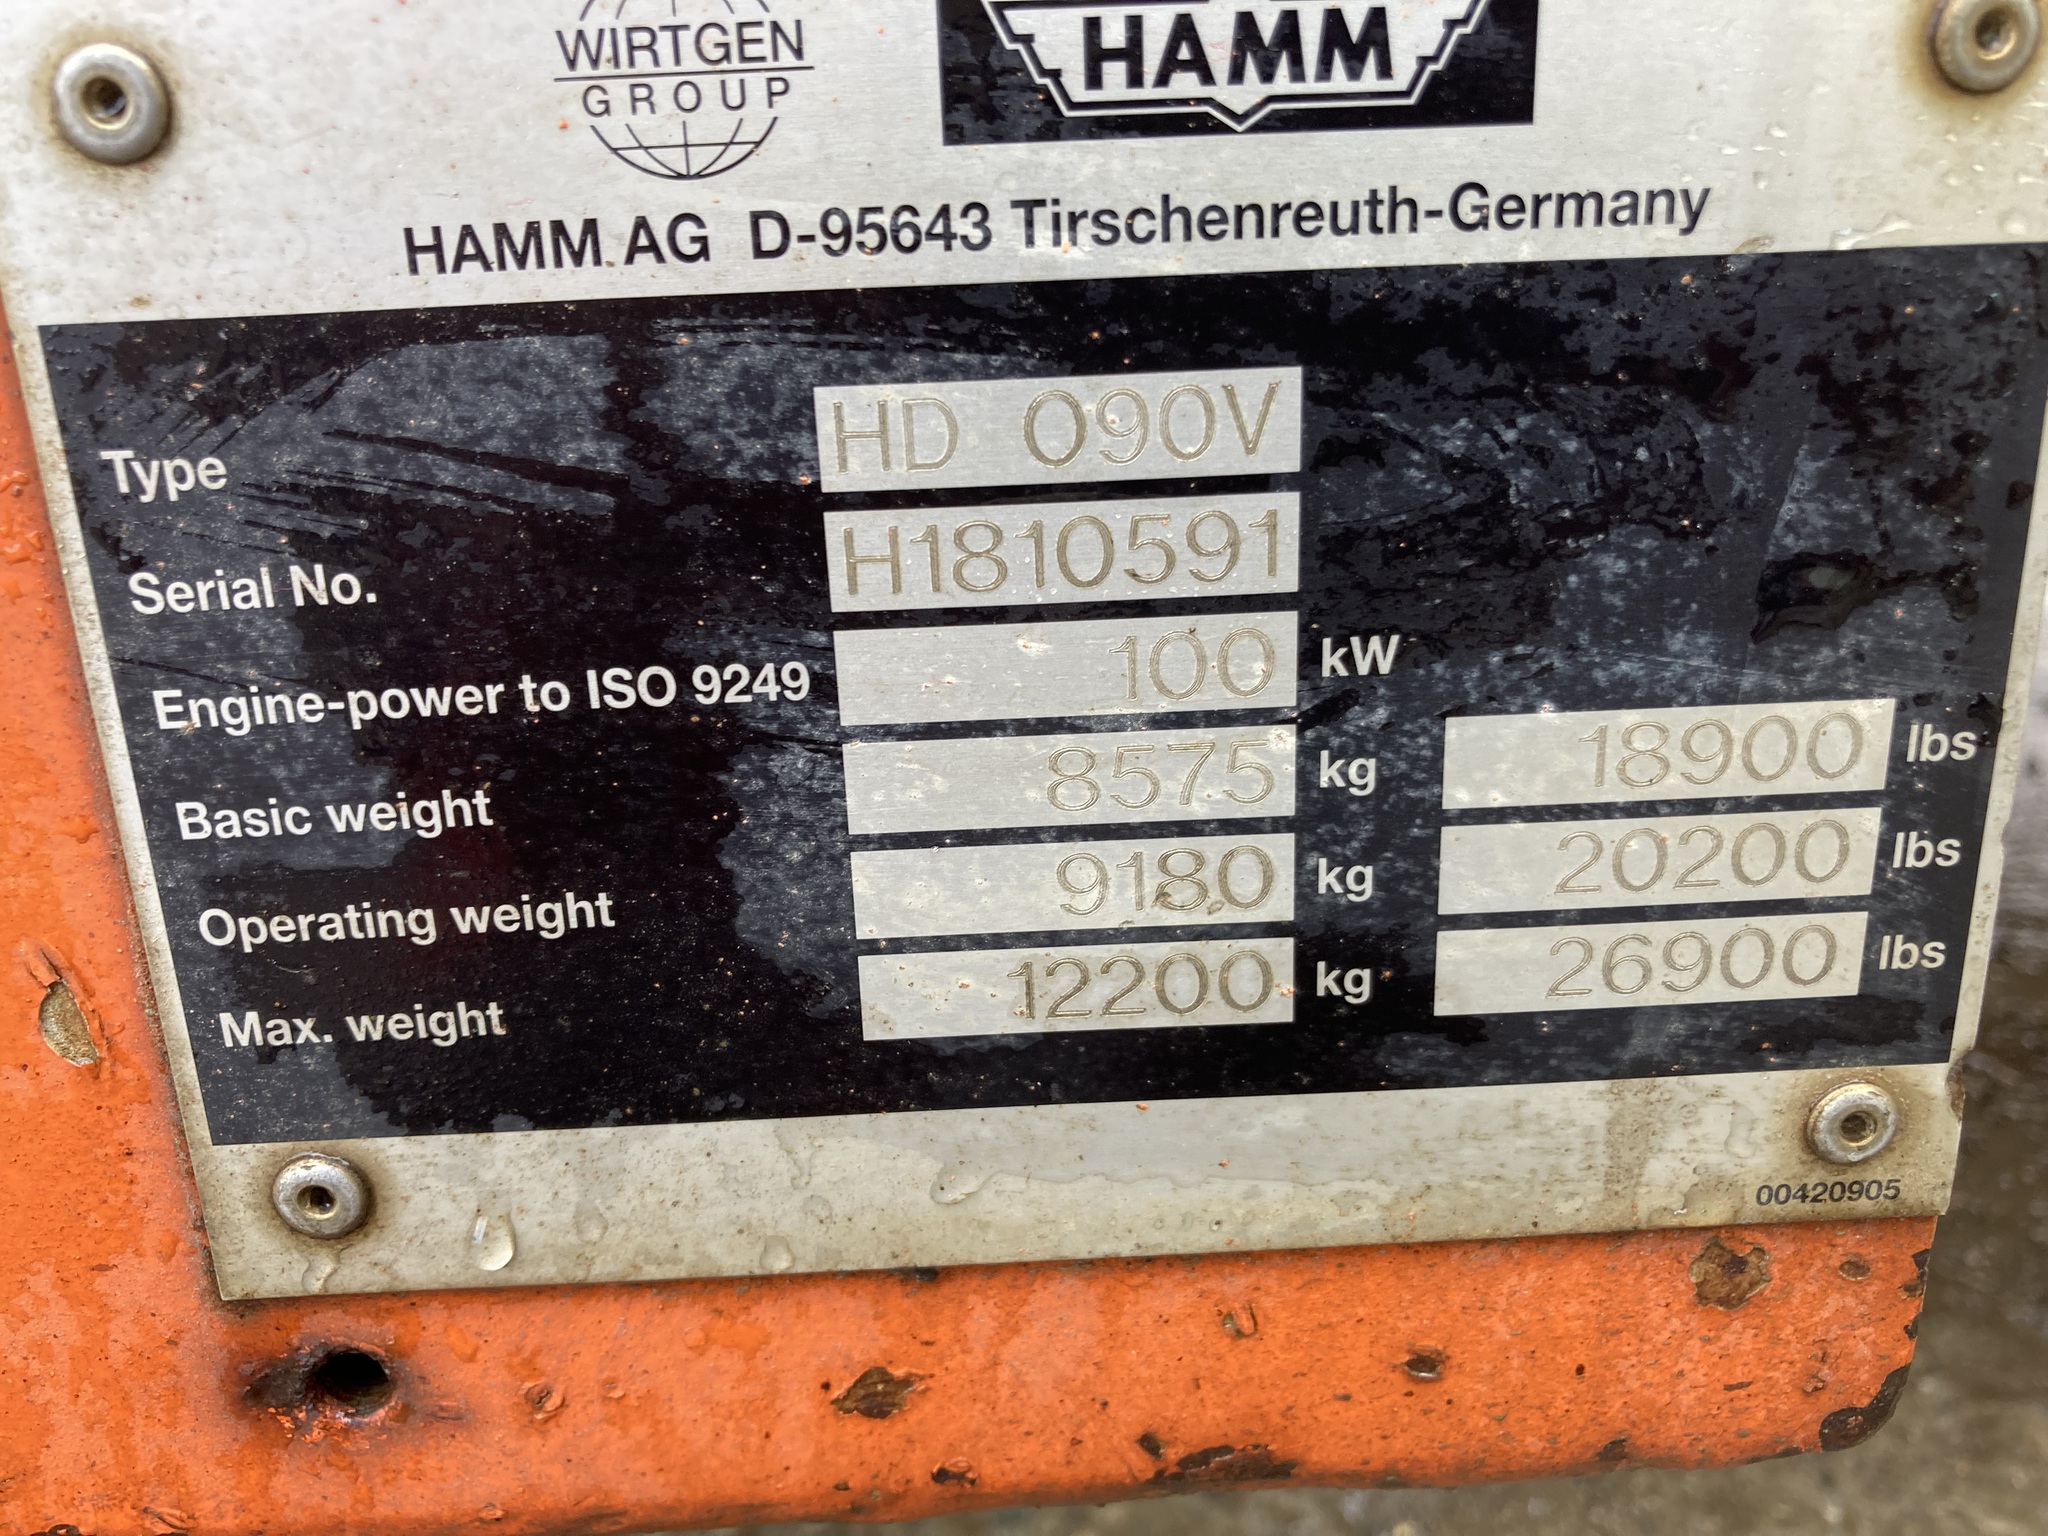 WIRTGEN
GROUP
HAMM
HAMM AG D-95643 Tirschenreuth-Germany
Type HD 090V
Serial No. H1810591
Engine-power to ISO 9249 100 kW
Basic weight 8575 kg 18900 lbs
Operating weight 9180 kg 20200 lbs
Max. weight 12200 kg 26900 lbs
00420905